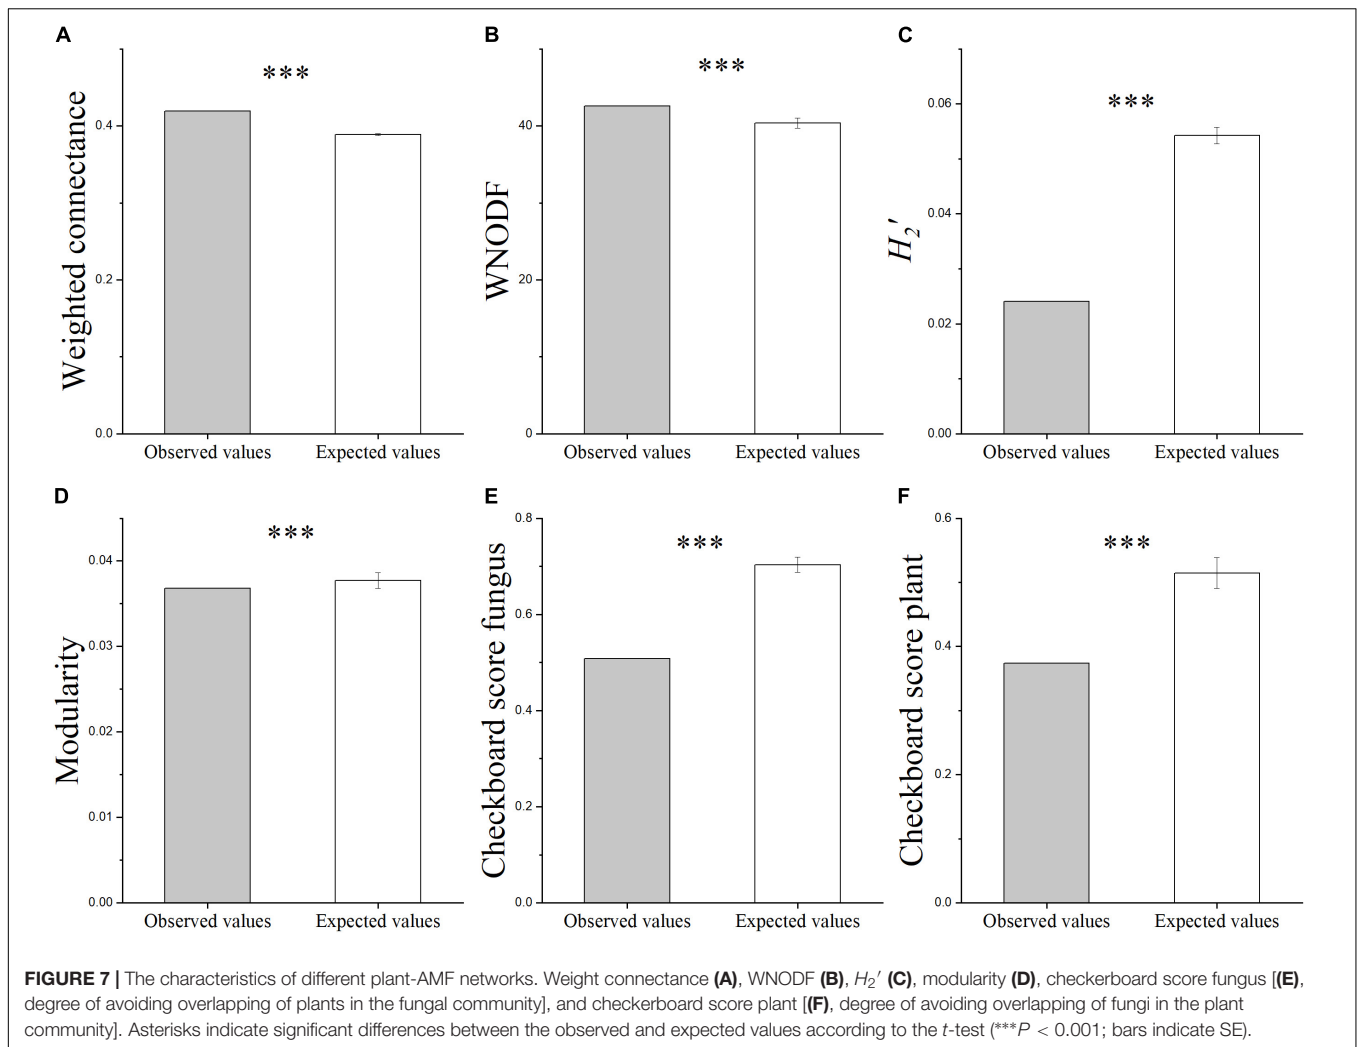 A
***
Weighted connectance
0.4
0.2
0.0
Observed values Expected values
B
***
WNODF
40
20
0
Observed values Expected values
C
***
H2′
0.06
0.04
0.02
0.00
Observed values Expected values
D
***
Modularity
0.04
0.03
0.02
0.01
0.00
Observed values Expected values
E
***
Checkboard score fungus
0.8
0.6
0.4
0.2
0.0
Observed values Expected values
F
***
Checkboard score plant
0.6
0.4
0.2
0.0
Observed values Expected values
FIGURE 7 | The characteristics of different plant-AMF networks. Weight connectance (A), WNODF (B), H2′ (C), modularity (D), checkerboard score fungus [(E),
degree of avoiding overlapping of plants in the fungal community], and checkerboard score plant [(F), degree of avoiding overlapping of fungi in the plant
community]. Asterisks indicate significant differences between the observed and expected values according to the t-test (***P < 0.001; bars indicate SE).